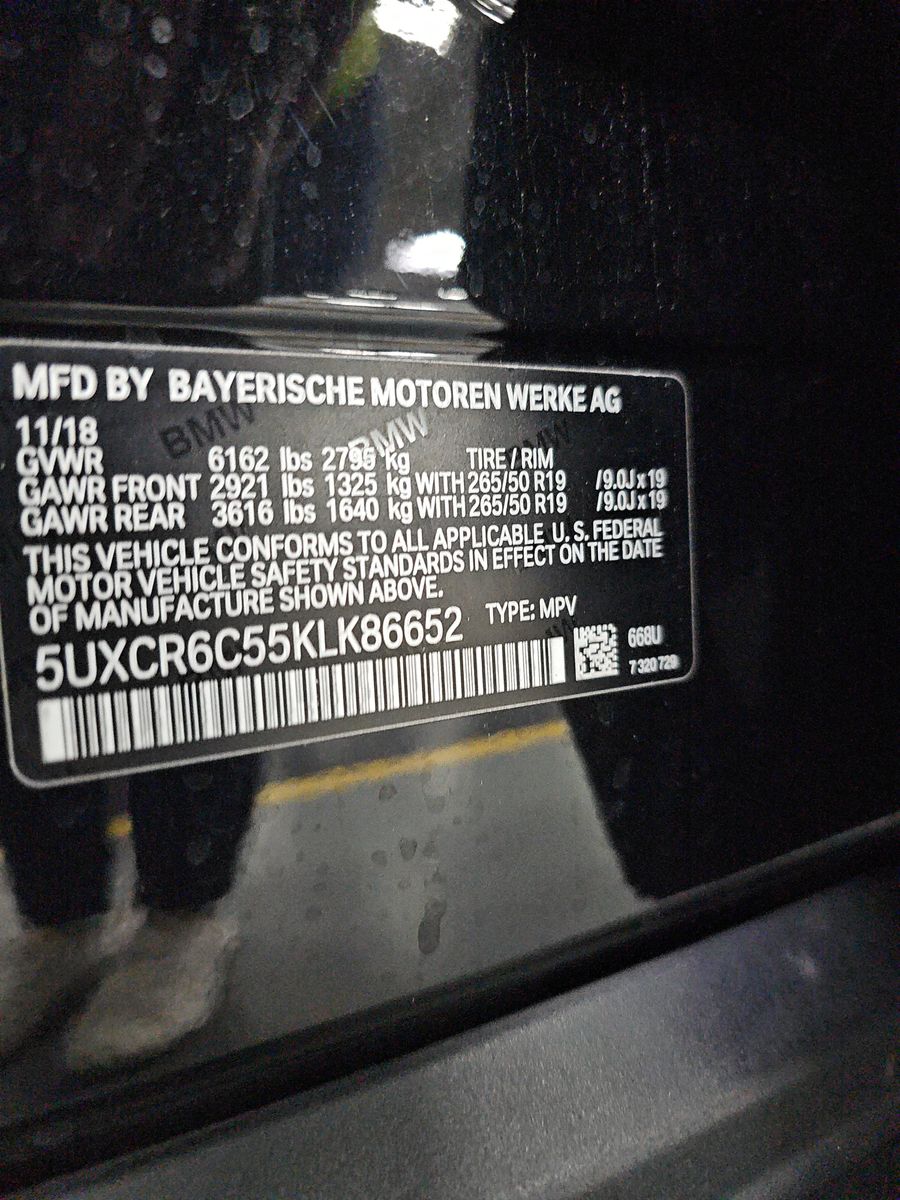 MFD BY BAYERISCHE MOTOREN WERKE AG
11/18
GVWR 6162 lbs 2795 kg TIRE / RIM
GAWR FRONT 2921 lbs 1325 kg WITH 265/50 R19 /9.0J x 19
GAWR REAR 3616 lbs 1640 kg WITH 265/50 R19 /9.0J x 19
THIS VEHICLE CONFORMS TO ALL APPLICABLE U. S. FEDERAL
MOTOR VEHICLE SAFETY STANDARDS IN EFFECT ON THE DATE
OF MANUFACTURE SHOWN ABOVE.
5UXCR6C55KLK86652 TYPE: MPV
668U
7 320 729
BMW BMW BMW